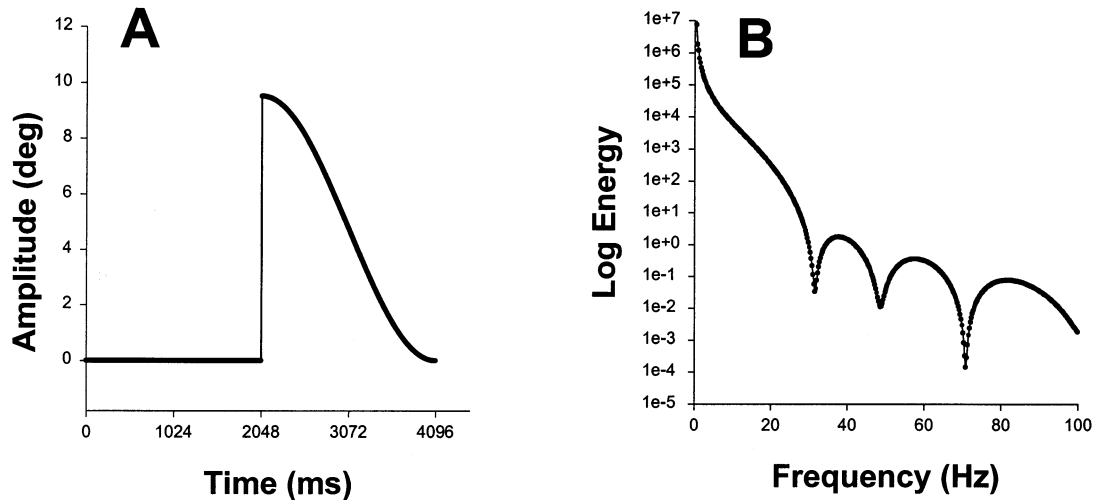 A
12
10
8
6
4
2
0
Amplitude (deg)
0 1024 2048 3072 4096
Time (ms)
B
1e+7
1e+6
1e+5
1e+4
1e+3
1e+2
1e+1
1e+0
1e-1
1e-2
1e-3
1e-4
1e-5
Log Energy
0 20 40 60 80 100
Frequency (Hz)